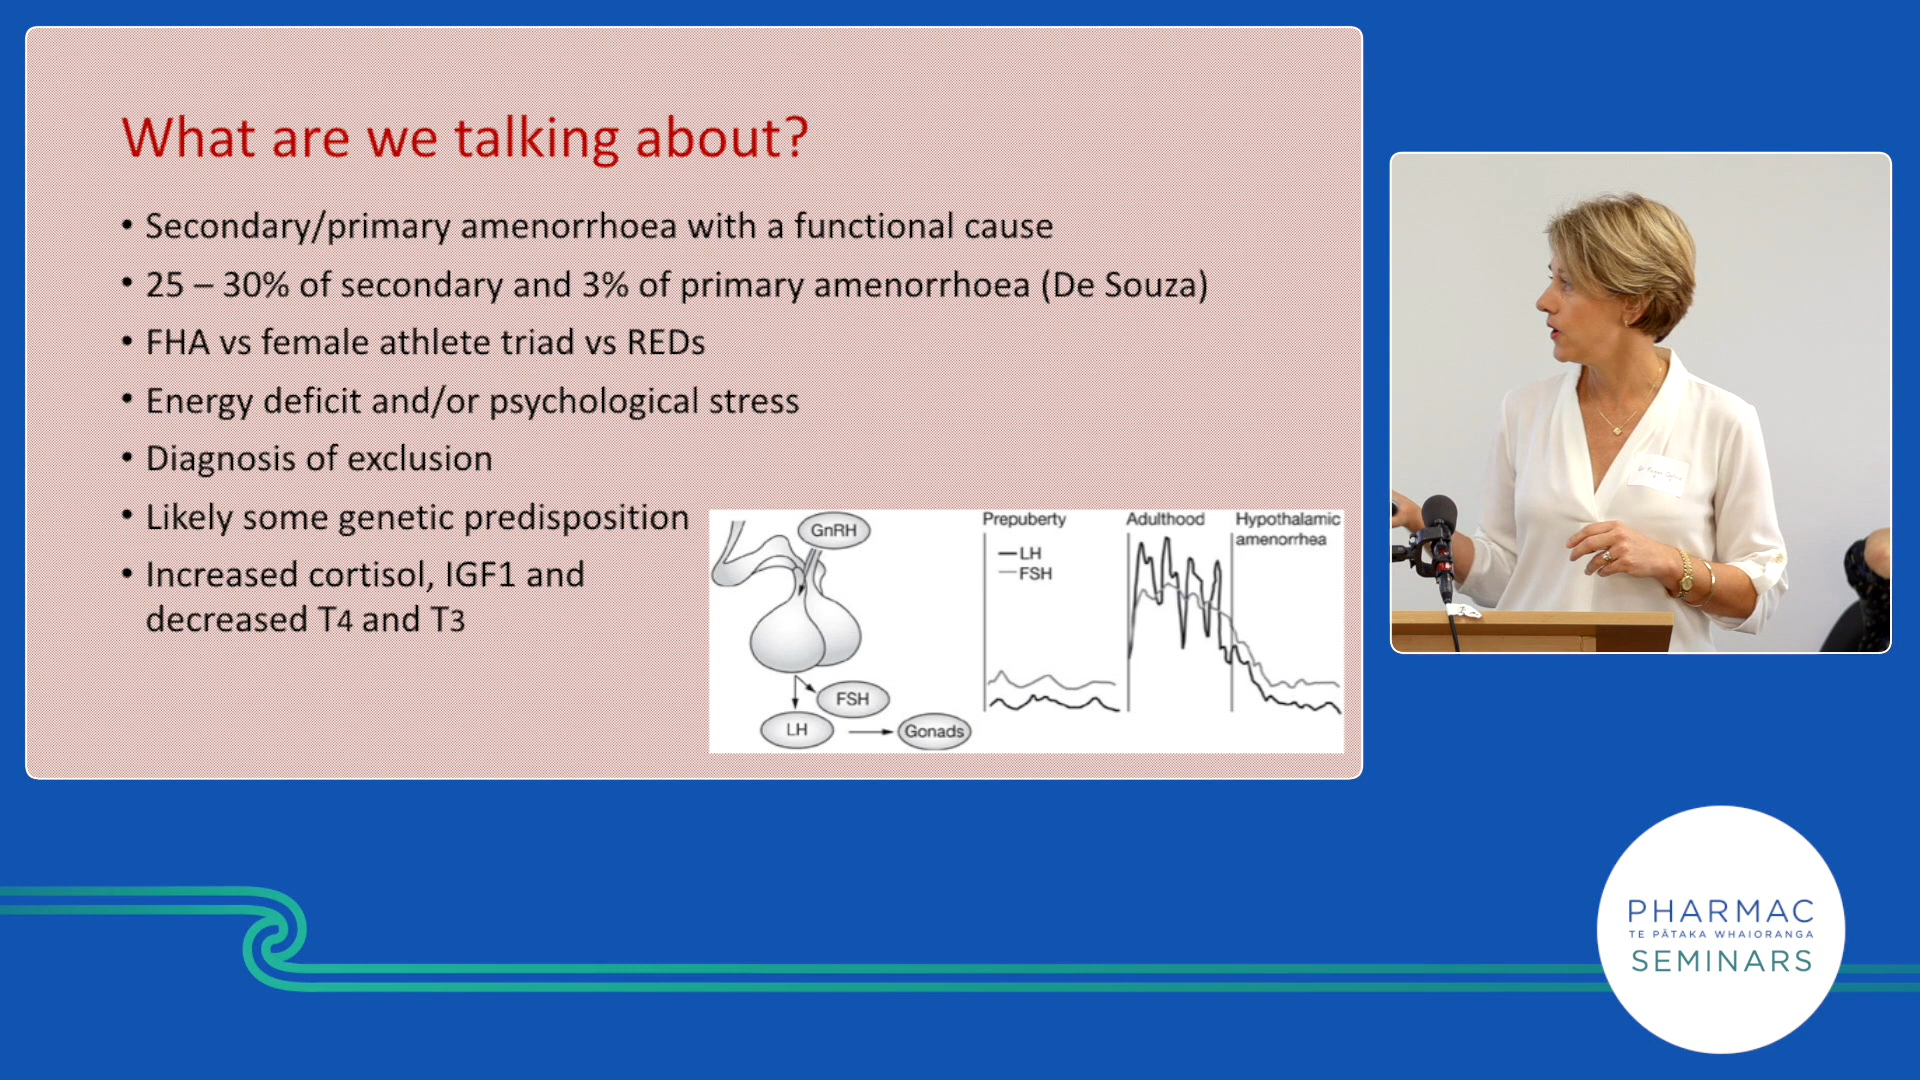 What are we talking about?
• Secondary/primary amenorrhoea with a functional cause
• 25 – 30% of secondary and 3% of primary amenorrhoea (De Souza)
• FHA vs female athlete triad vs REDs
• Energy deficit and/or psychological stress
• Diagnosis of exclusion
• Likely some genetic predisposition
• Increased cortisol, IGF1 and
decreased T4 and T3
GnRH
FSH
LH
Gonads
Prepuberty
LH
FSH
Adulthood
Hypothalamic
amenorrhea
PHARMAC
TE PĀTAKA WHAIORANGA
SEMINARS